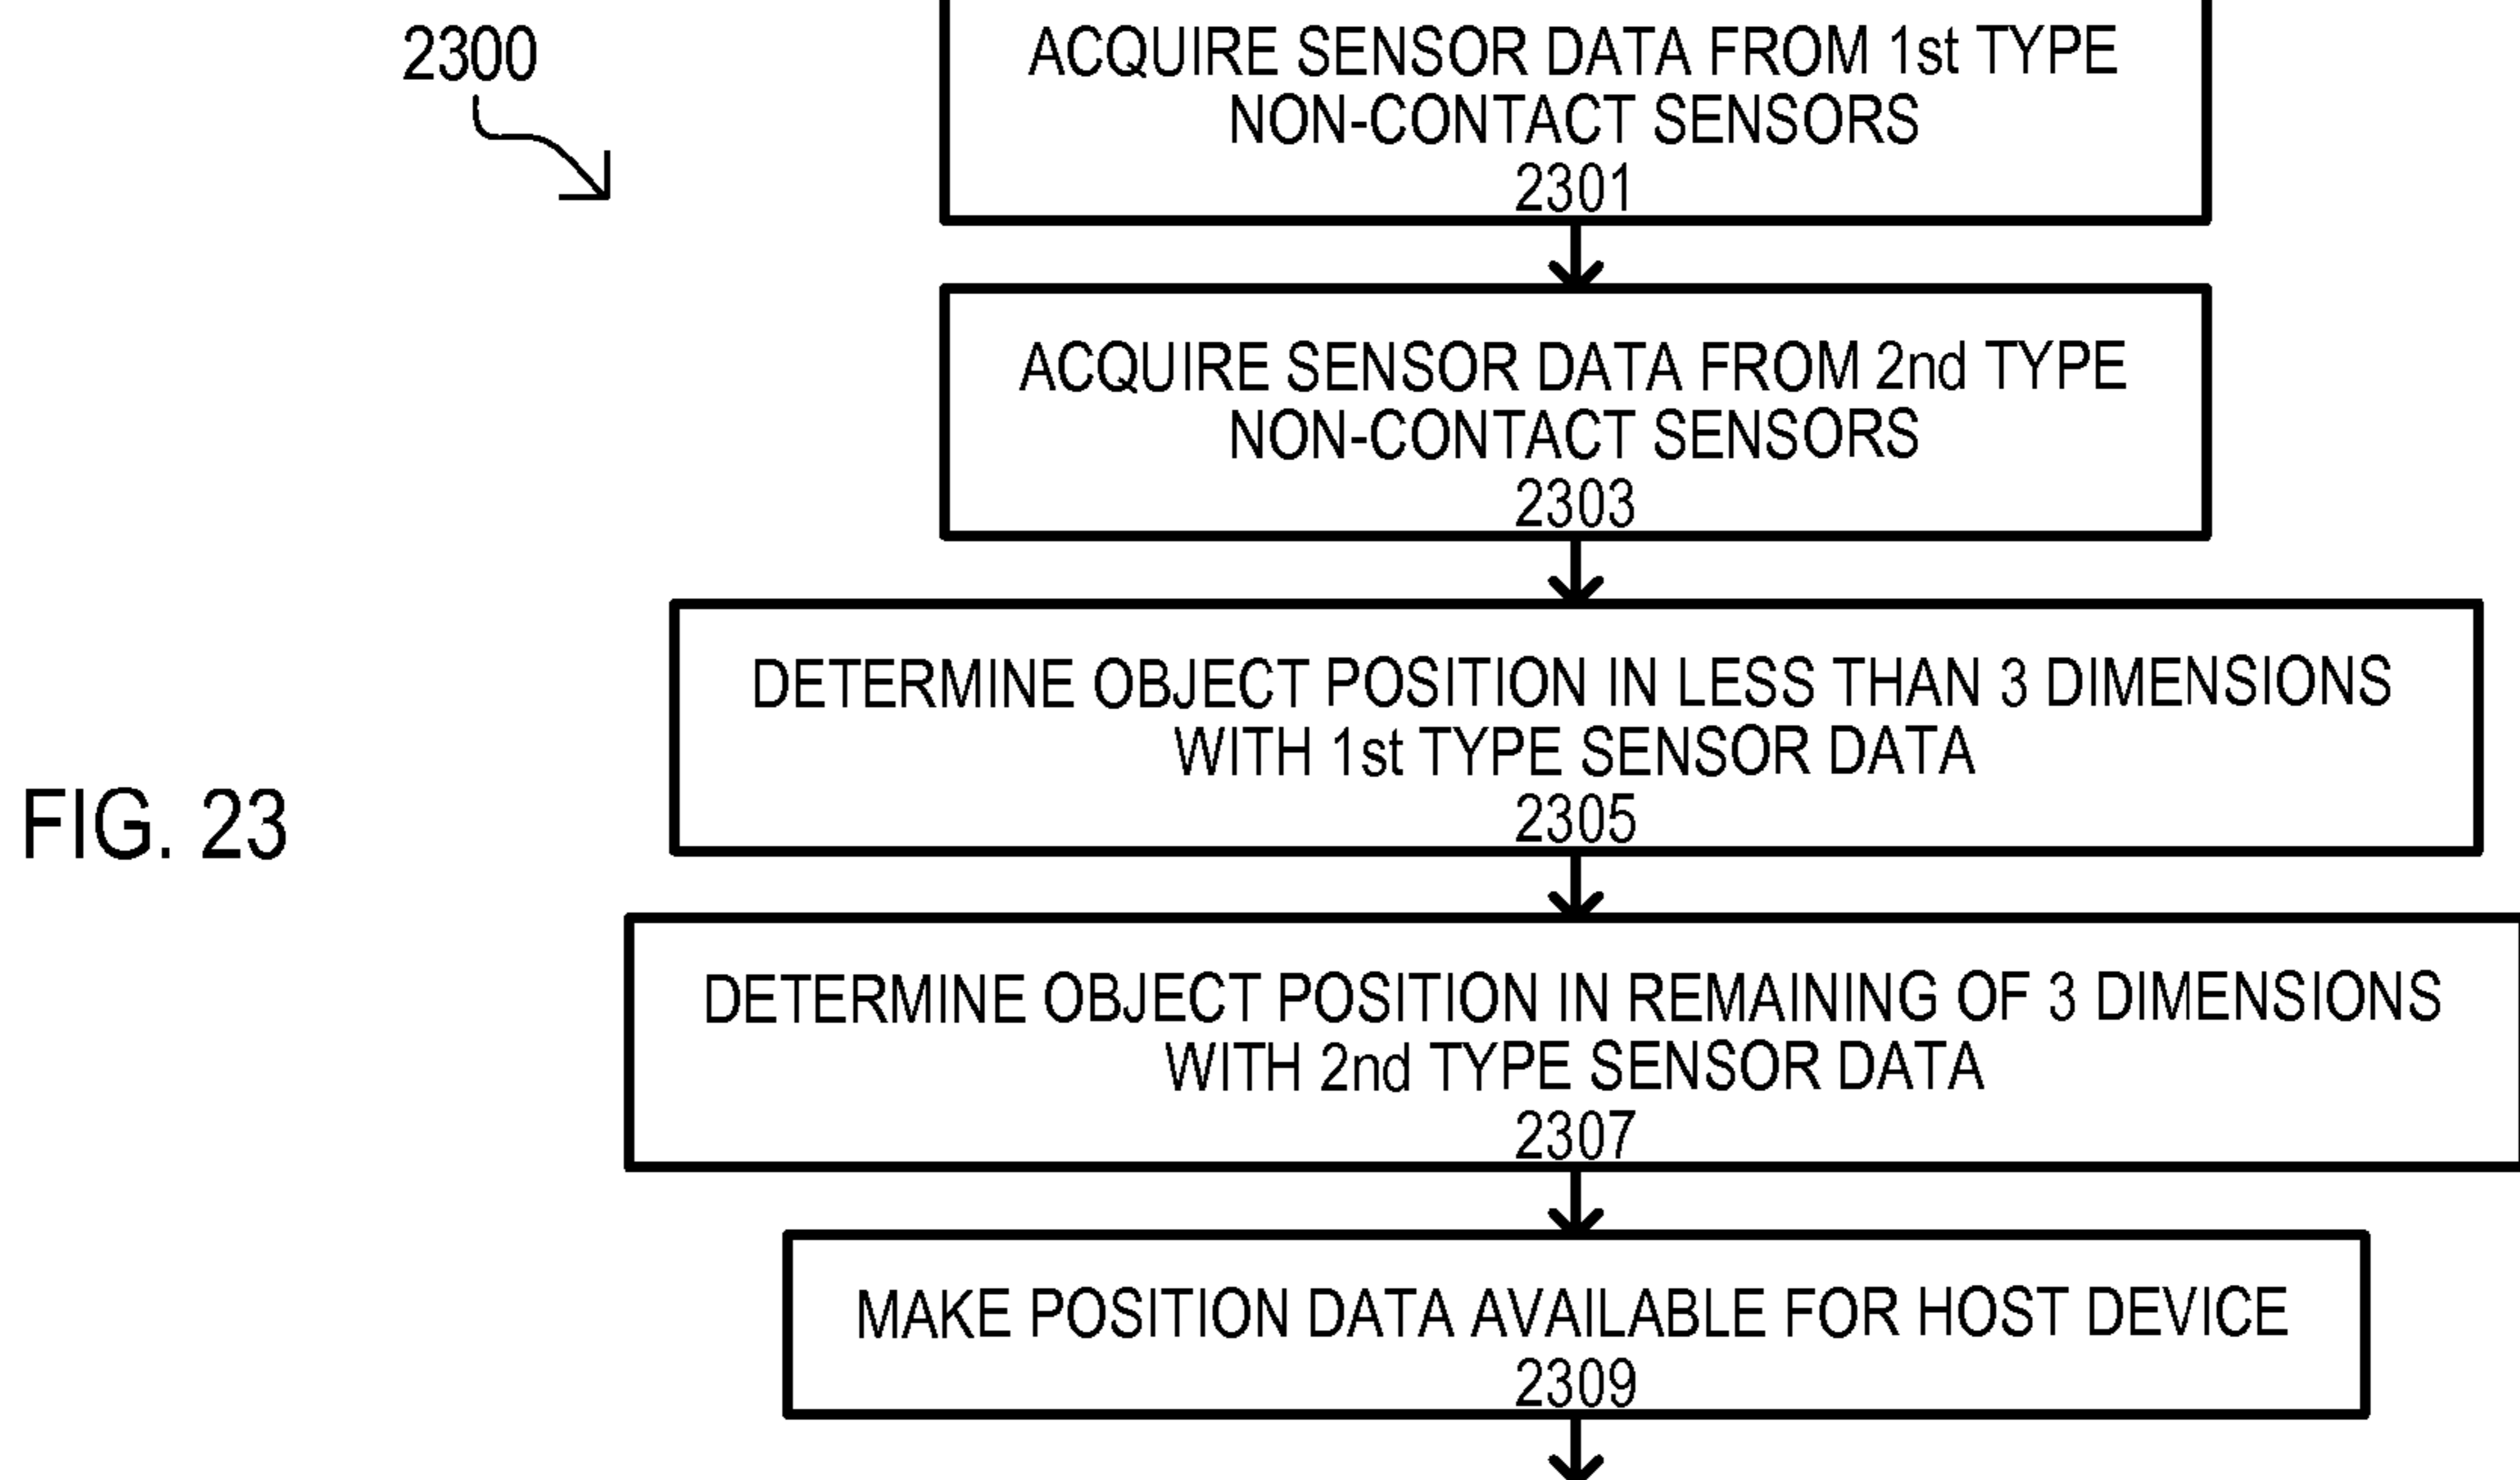 2300
ACQUIRE SENSOR DATA FROM 1st TYPE
NON-CONTACT SENSORS
2301
ACQUIRE SENSOR DATA FROM 2nd TYPE
NON-CONTACT SENSORS
2303
DETERMINE OBJECT POSITION IN LESS THAN 3 DIMENSIONS
WITH 1st TYPE SENSOR DATA
2305
FIG. 23
DETERMINE OBJECT POSITION IN REMAINING OF 3 DIMENSIONS
WITH 2nd TYPE SENSOR DATA
2307
MAKE POSITION DATA AVAILABLE FOR HOST DEVICE
2309